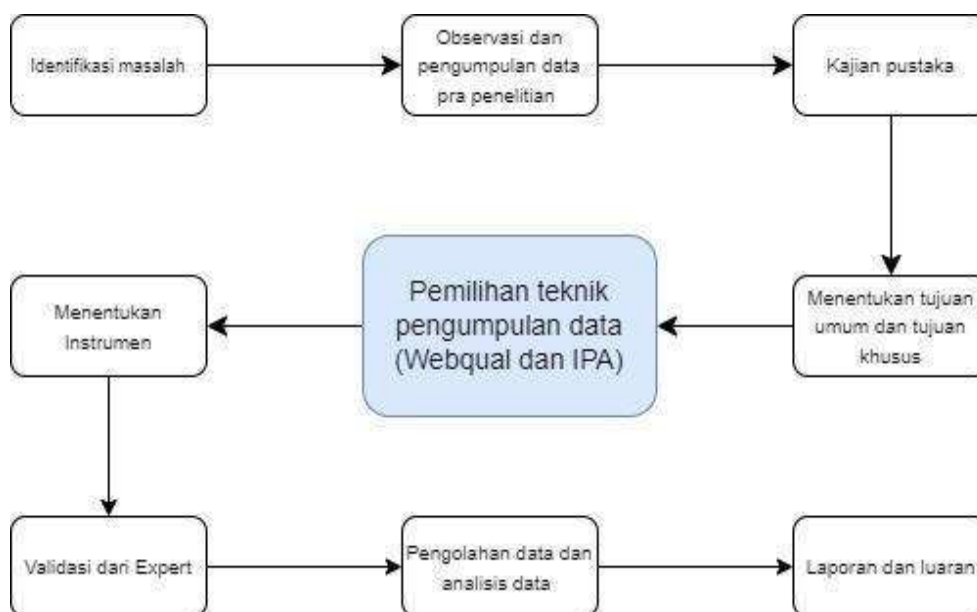 Identifikasi masalah
Observasi dan
pengumpulan data
pra penelitian
Kajian pustaka
Menentukan tujuan
umum dan tujuan
khusus
Pemilihan teknik
pengumpulan data
(Webqual dan IPA)
Menentukan
Instrumen
Validasi dari Expert
Pengolahan data dan
analisis data
Laporan dan luaran